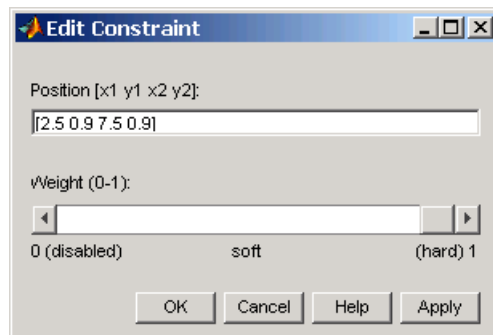 Edit Constraint
Position [x1 y1 x2 y2]:
[2.5 0.9 7.5 0.9]
Weight (0-1):
0 (disabled) soft (hard) 1
OK Cancel Help Apply